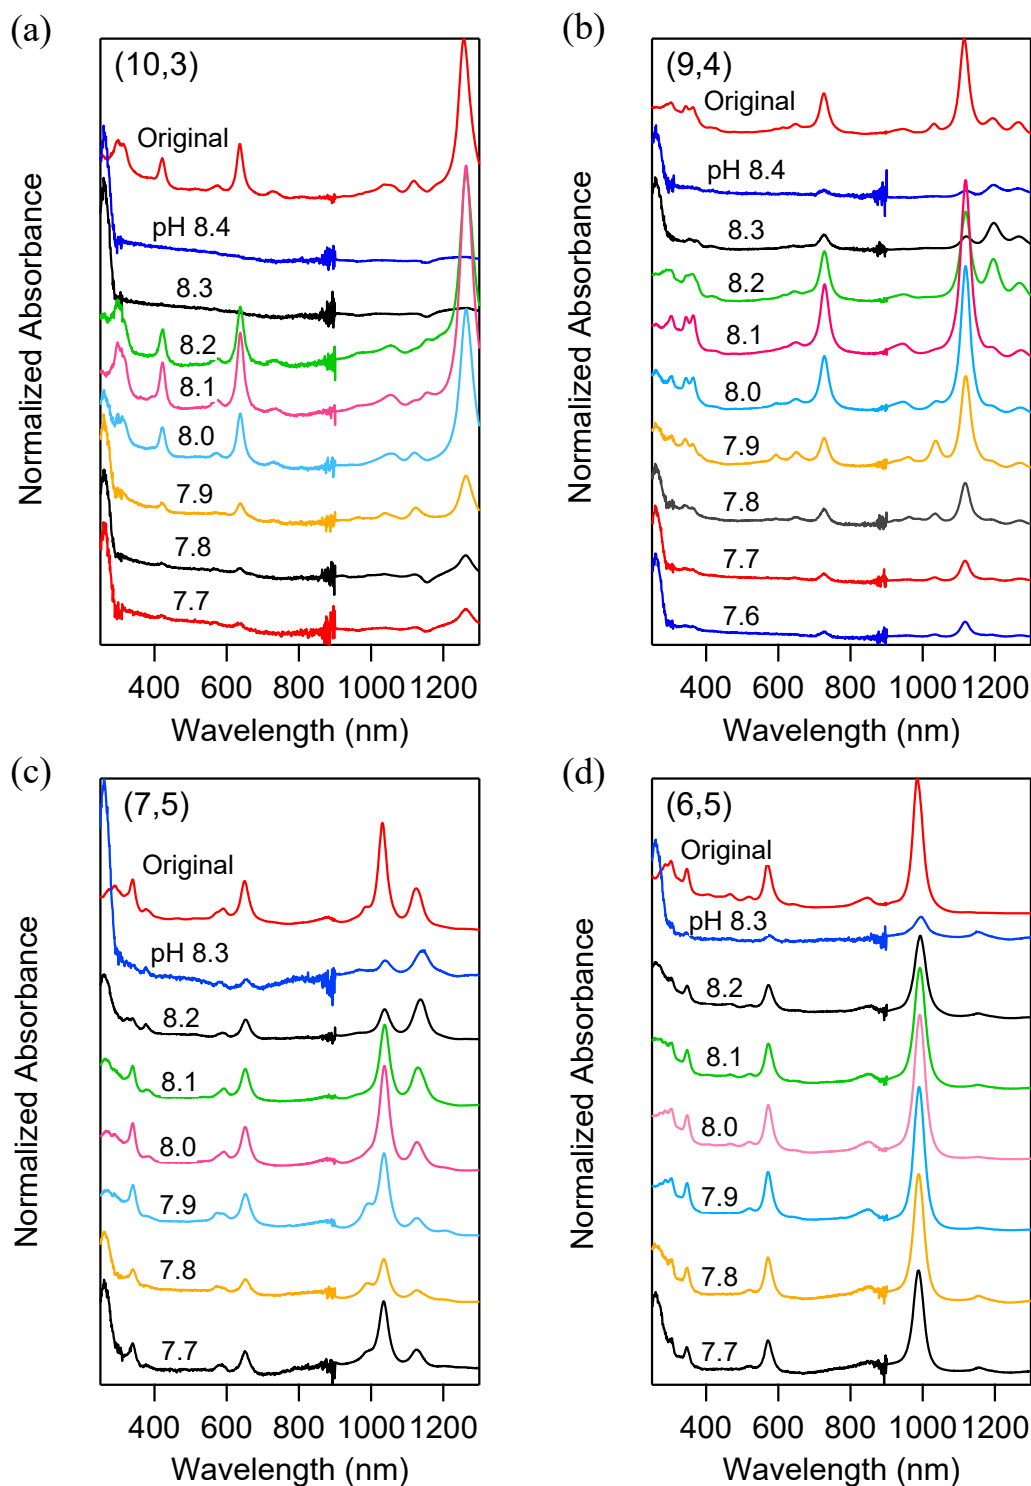 (a)
(10,3)
Original
pH 8.4
8.3
8.2
8.1
8.0
7.9
7.8
7.7
Normalized Absorbance
400 600 800 1000 1200
Wavelength (nm)
(b)
(9,4)
Original
pH 8.4
8.3
8.2
8.1
8.0
7.9
7.8
7.7
7.6
Normalized Absorbance
400 600 800 1000 1200
Wavelength (nm)
(c)
(7,5)
Original
pH 8.3
8.2
8.1
8.0
7.9
7.8
7.7
Normalized Absorbance
400 600 800 1000 1200
Wavelength (nm)
(d)
(6,5)
Original
pH 8.3
8.2
8.1
8.0
7.9
7.8
7.7
Normalized Absorbance
400 600 800 1000 1200
Wavelength (nm)